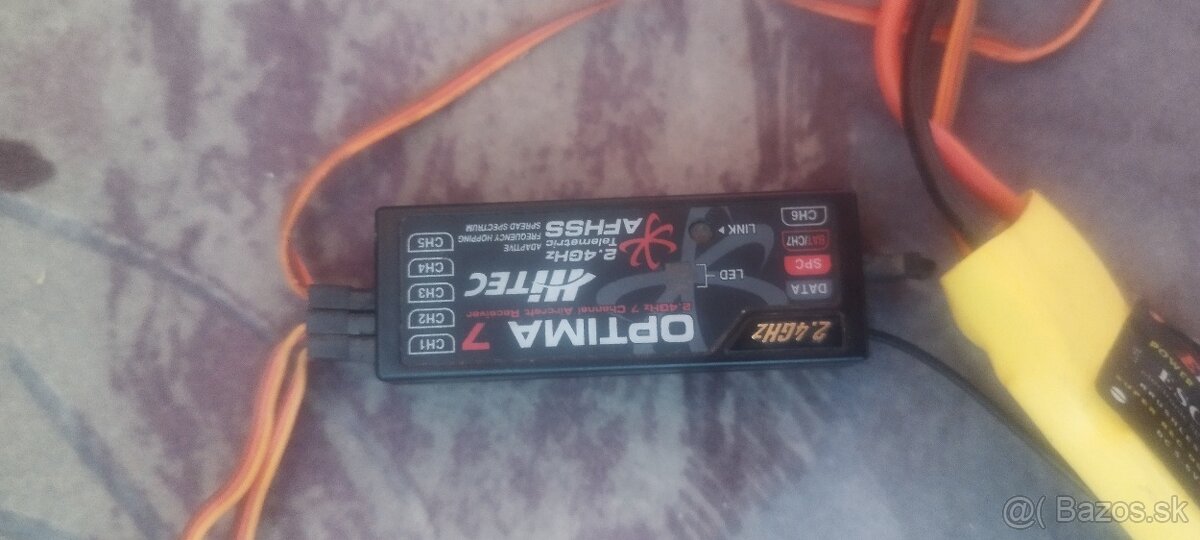 OPTIMA 7
2.4GHz 7 Channel Aircraft Receiver
HiTEC
2.4GHz
Telemetric
AFHSS
ADAPTIVE
FREQUENCY HOPPING
SPREAD SPECTRUM
2.4GHz
LED
LINK
DATA
SPC
BAT/CH7
CH6
CH1
CH2
CH3
CH4
CH5
@( Bazos.sk